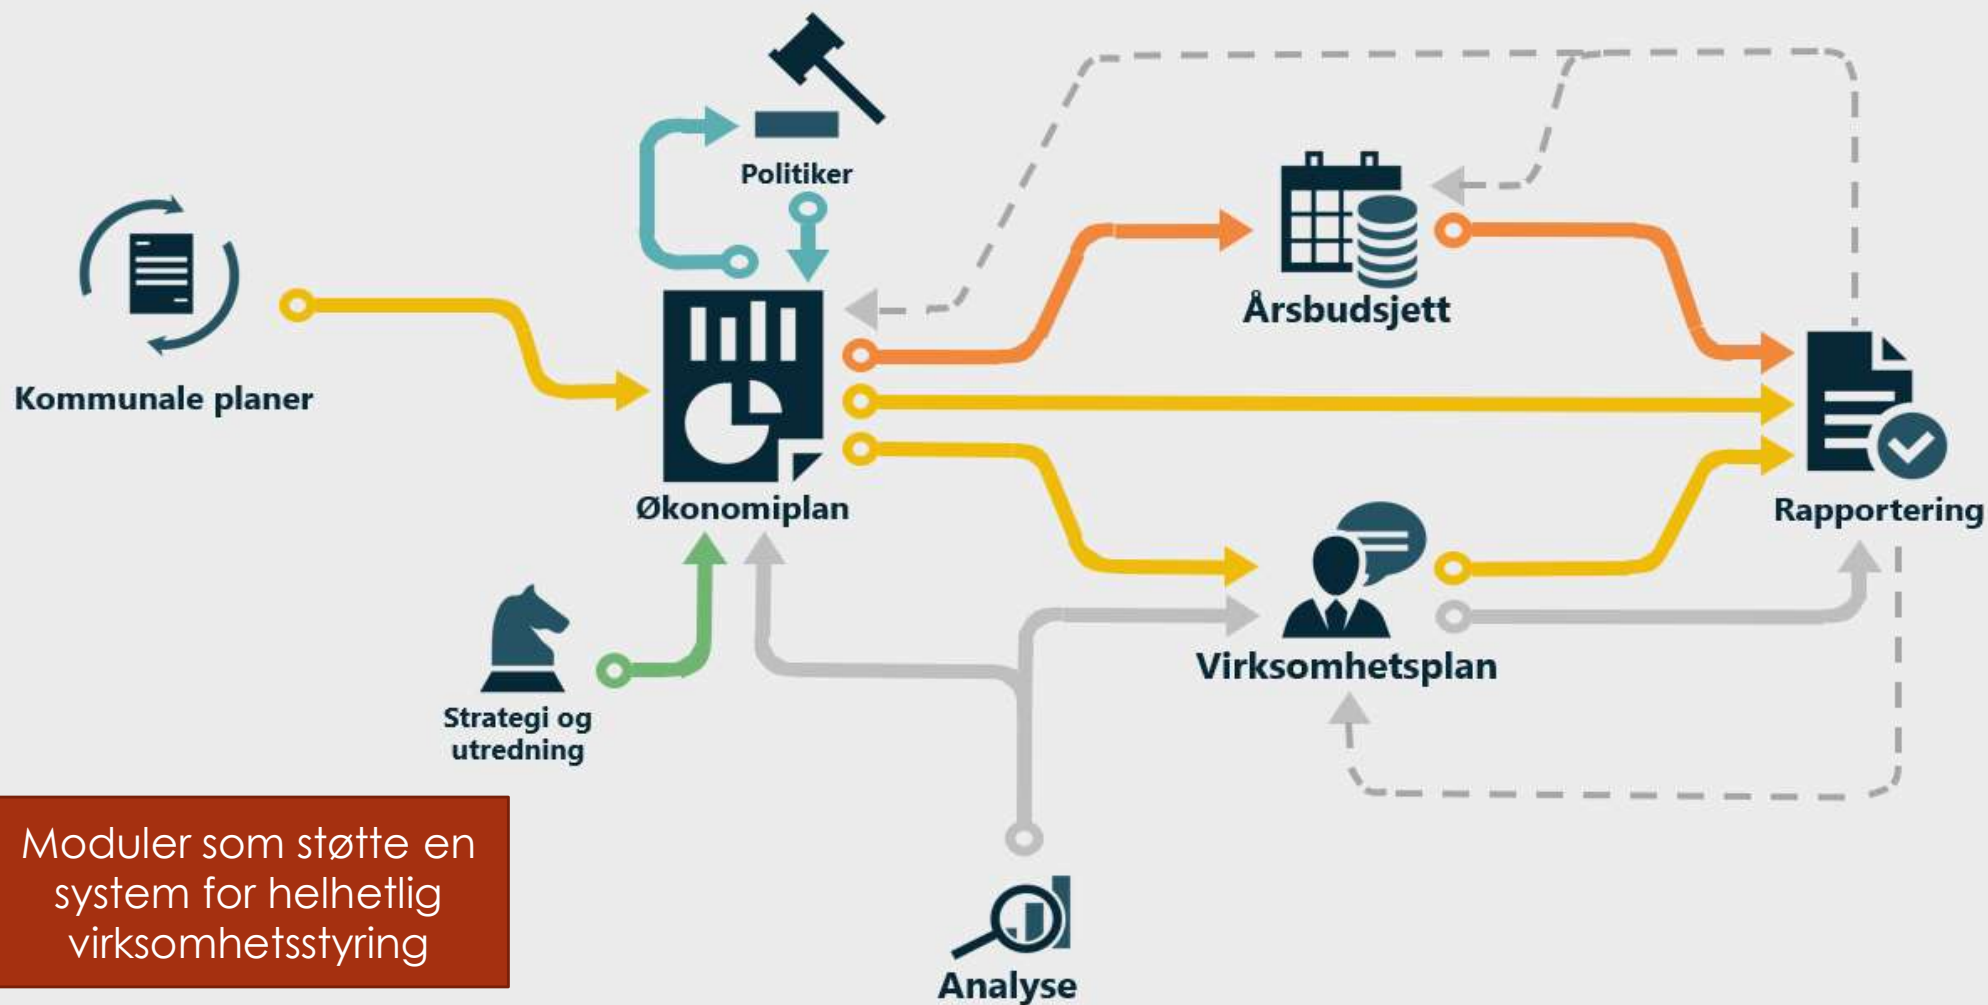 Politiker
Kommunale planer
Årsbudsjett
Økonomiplan
Rapportering
Virksomhetsplan
Strategi og
utredning
Moduler som støtte en
system for helhetlig
virksomhetsstyring
Analyse